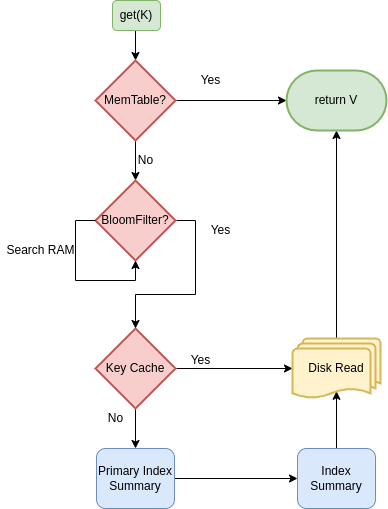 get(K)
Yes
MemTable?
return V
No
BloomFilter?
Yes
Search RAM
Yes
Key Cache
Disk Read
No
Primary Index
Summary
Index
Summary